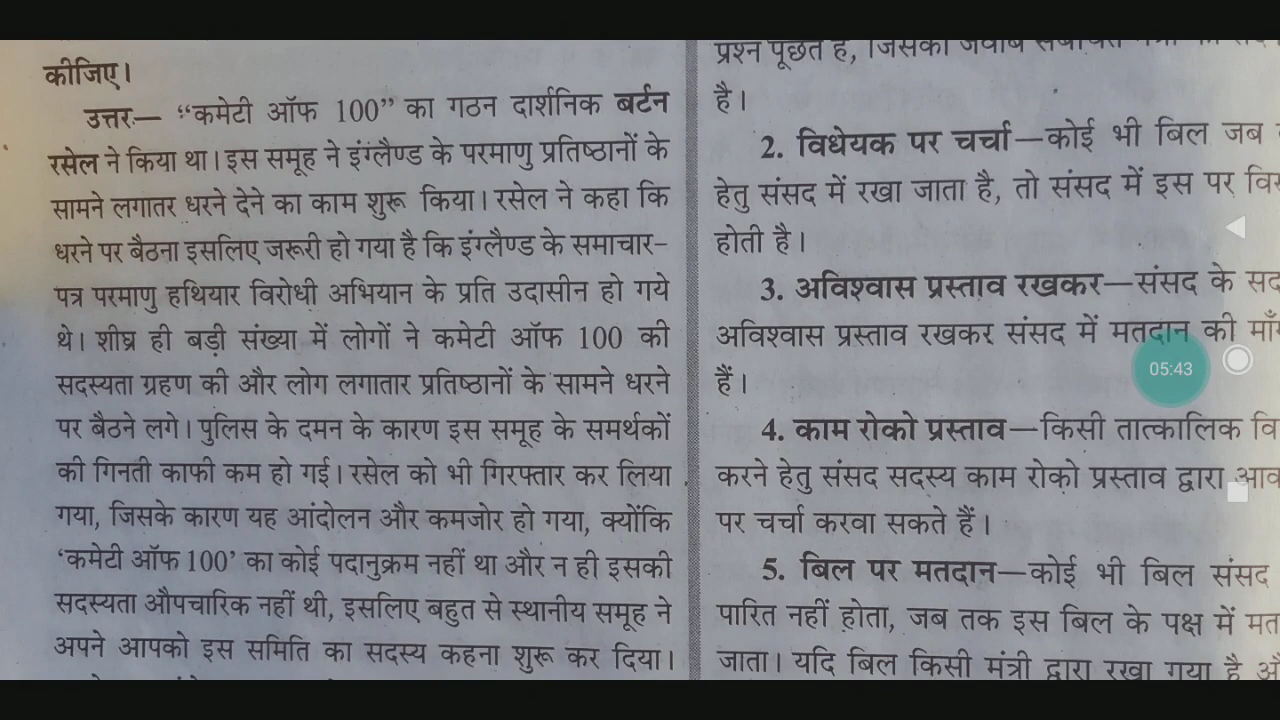 कीजिए।
उत्तर— “कमेटी ऑफ 100” का गठन दार्शनिक बर्टन
रसेल ने किया था। इस समूह ने इंग्लैण्ड के परमाणु प्रतिष्ठानों के
सामने लगातर धरने देने का काम शुरू किया। रसेल ने कहा कि
धरने पर बैठना इसलिए जरूरी हो गया है कि इंग्लैण्ड के समाचार-
पत्र परमाणु हथियार विरोधी अभियान के प्रति उदासीन हो गये
थे। शीघ्र ही बड़ी संख्या में लोगों ने कमेटी ऑफ 100 की
सदस्यता ग्रहण की और लोग लगातार प्रतिष्ठानों के सामने धरने
पर बैठने लगे। पुलिस के दमन के कारण इस समूह के समर्थकों
की गिनती काफी कम हो गई। रसेल को भी गिरफ्तार कर लिया
गया, जिसके कारण यह आंदोलन और कमजोर हो गया, क्योंकि
‘कमेटी ऑफ 100’ का कोई पदानुक्रम नहीं था और न ही इसकी
सदस्यता औपचारिक नहीं थी, इसलिए बहुत से स्थानीय समूह ने
अपने आपको इस समिति का सदस्य कहना शुरू कर दिया।
प्रश्न पूछते हैं, जिसका जवाब
है।
2. विधेयक पर चर्चा—कोई भी बिल जब
हेतु संसद में रखा जाता है, तो संसद में इस पर
होती है।
3. अविश्वास प्रस्ताव रखकर—संसद के
अविश्वास प्रस्ताव रखकर संसद में मतदान की
हैं।
4. काम रोको प्रस्ताव—किसी तात्कालिक
करने हेतु संसद सदस्य काम रोको प्रस्ताव द्वारा
पर चर्चा करवा सकते हैं।
5. बिल पर मतदान—कोई भी बिल संसद
पारित नहीं होता, जब तक इस बिल के पक्ष में
जाता। यदि बिल किसी मंत्री द्वारा रखा गया है
05:43